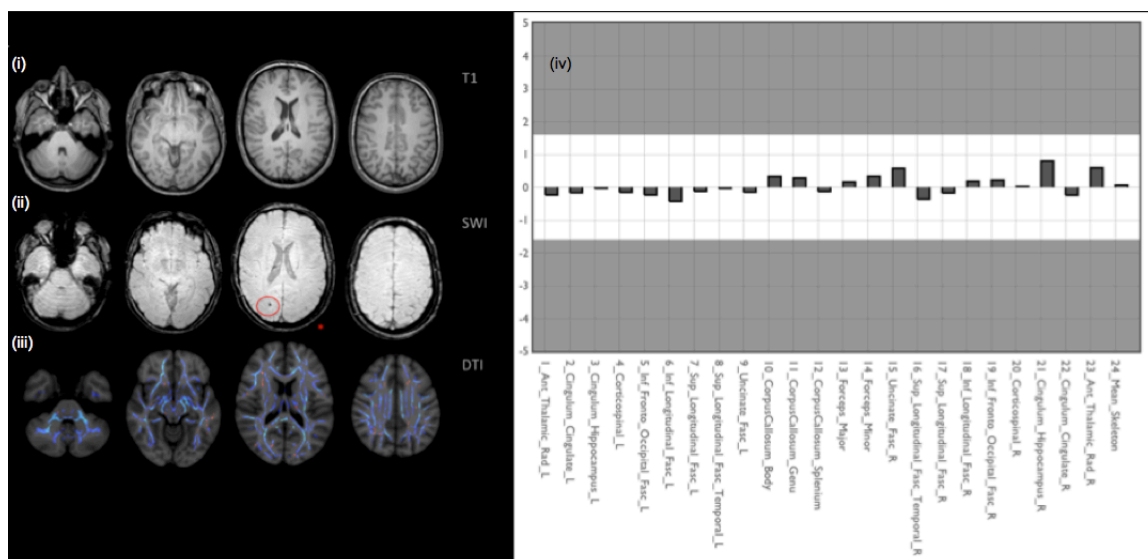 (i)
T1
(ii)
SWI
(iii)
DTI
(iv)
5
4
3
2
1
0
-1
-2
-3
-4
-5
1_Ant_Thalamic_Rad_L
2_Cingulum_Cingulate_L
3_Cingulum_Hippocampus_L
4_Corticospinal_L
5_Inf_Fronto_Occipital_Fasc_L
6_Inf_Longitudinal_Fasc_L
7_Sup_Longitudinal_Fasc_L
8_Sup_Longitudinal_Fasc_Temporal_L
9_Uncinate_Fasc_L
10_CorpusCallosum_Body
11_CorpusCallosum_Genu
12_CorpusCallosum_Splenium
13_Forceps_Major
14_Forceps_Minor
15_Uncinate_Fasc_R
16_Sup_Longitudinal_Fasc_Temporal_R
17_Sup_Longitudinal_Fasc_R
18_Inf_Longitudinal_Fasc_R
19_Inf_Fronto_Occipital_Fasc_R
20_Corticospinal_R
21_Cingulum_Hippocampus_R
22_Cingulum_Cingulate_R
23_Ant_Thalamic_Rad_R
24_Mean_Skeleton